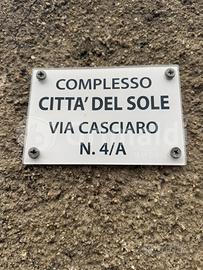 COMPLESSO
CITTA' DEL SOLE
VIA CASCIARO
N. 4/A